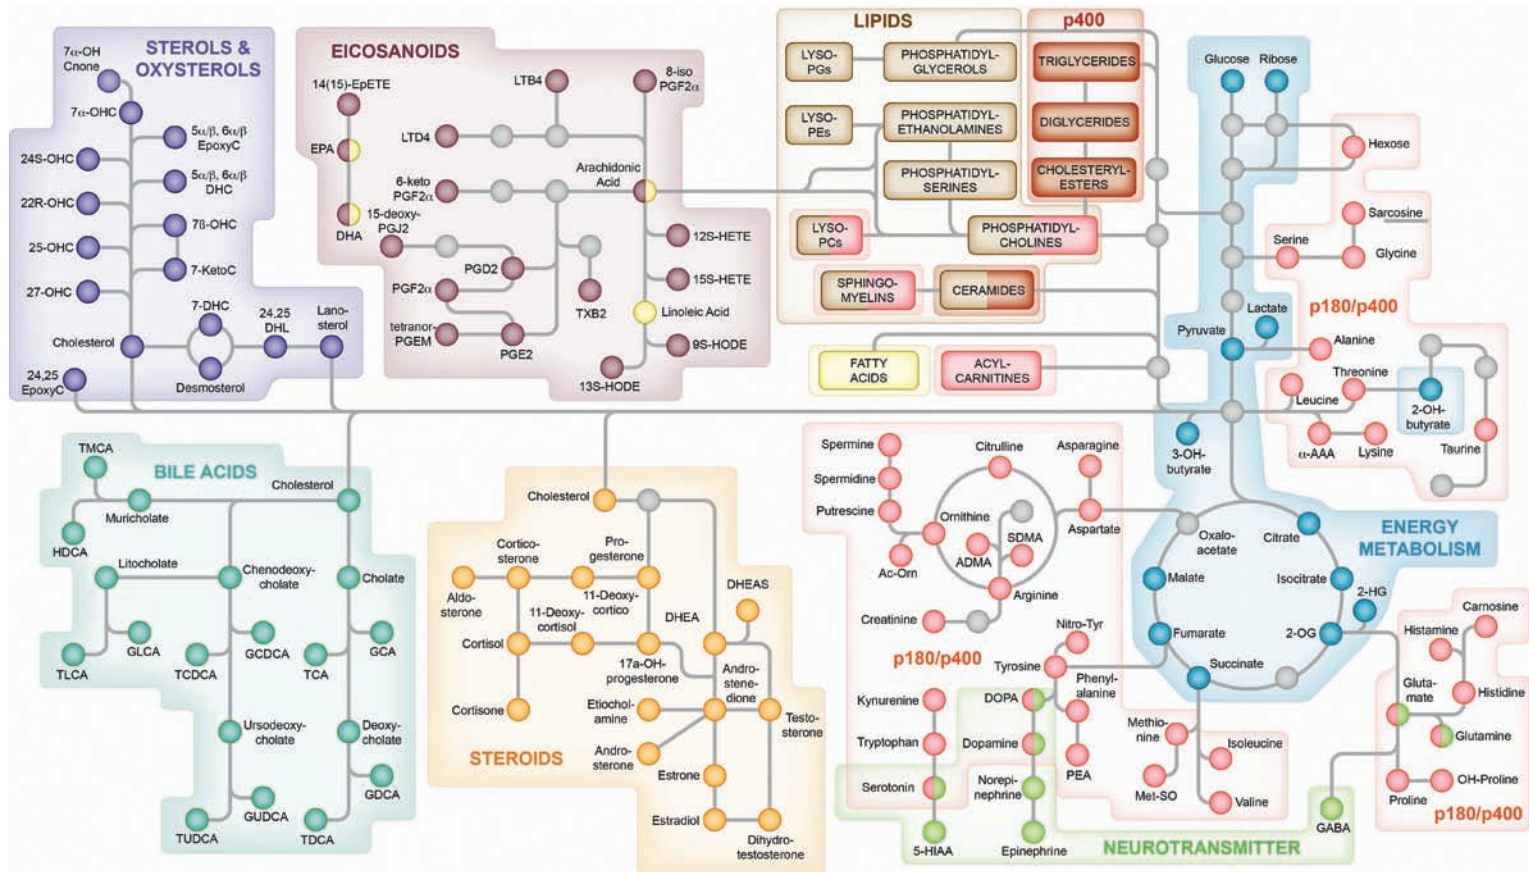 STEROLS &
OXYSTEROLS
7α-OH
Cnone
7α-OHC
5α/β, 6α/β
EpoxyC
24S-OHC
5α/β, 6α/β
DHC
22R-OHC
7ß-OHC
25-OHC
7-KetoC
27-OHC
7-DHC
24,25
DHL
Lano-
sterol
Cholesterol
Desmosterol
24,25
EpoxyC
EICOSANOIDS
14(15)-EpETE
LTB4
8-iso
PGF2α
EPA
LTD4
Arachidonic
Acid
6-keto
PGF2α
DHA
15-deoxy-
PGJ2
12S-HETE
PGD2
15S-HETE
PGF2α
TXB2
Linoleic Acid
tetranor-
PGEM
PGE2
9S-HODE
13S-HODE
LIPIDS
p400
LYSO-
PGs
PHOSPHATIDYL-
GLYCEROLS
TRIGLYCERIDES
LYSO-
PEs
PHOSPHATIDYL-
ETHANOLAMINES
DIGLYCERIDES
PHOSPHATIDYL-
SERINES
CHOLESTERYL-
ESTERS
LYSO-
PCs
PHOSPHATIDYL-
CHOLINES
SPHINGO-
MYELINS
CERAMIDES
FATTY
ACIDS
ACYL-
CARNITINES
Glucose
Ribose
Hexose
Sarcosine
Serine
Glycine
p180/p400
Lactate
Pyruvate
Alanine
Threonine
Leucine
2-OH-
butyrate
3-OH-
butyrate
α-AAA
Lysine
Taurine
BILE ACIDS
TMCA
Cholesterol
Muricholate
HDCA
Litocholate
Chenodeoxy-
cholate
Cholate
GLCA
GCDCA
GCA
TLCA
TCDCA
TCA
Ursodeoxy-
cholate
Deoxy-
cholate
GUDCA
GDCA
TUDCA
TDCA
STEROIDS
Cholesterol
Cortico-
sterone
Pro-
gesterone
Aldo-
sterone
11-Deoxy-
cortico
DHEAS
11-Deoxy-
cortisol
DHEA
Cortisol
17a-OH-
progesterone
Andro-
stene-
dione
Cortisone
Etiochol-
amine
Testo-
sterone
Andro-
sterone
Estrone
Estradiol
Dihydro-
testosterone
Spermine
Citrulline
Asparagine
Spermidine
Putrescine
Ornithine
SDMA
Aspartate
ADMA
Ac-Orn
Arginine
Creatinine
p180/p400
Nitro-Tyr
Tyrosine
Phenyl-
alanine
Kynurenine
DOPA
Tryptophan
Dopamine
PEA
Serotonin
Norepi-
nephrine
5-HIAA
Epinephrine
Methio-
nine
Isoleucine
Met-SO
Valine
NEUROTRANSMITTER
GABA
ENERGY
METABOLISM
Oxalo-
acetate
Citrate
Malate
Isocitrate
2-HG
Fumarate
2-OG
Succinate
Carnosine
Histamine
Gluta-
mate
Histidine
Glutamine
Proline
OH-Proline
p180/p400